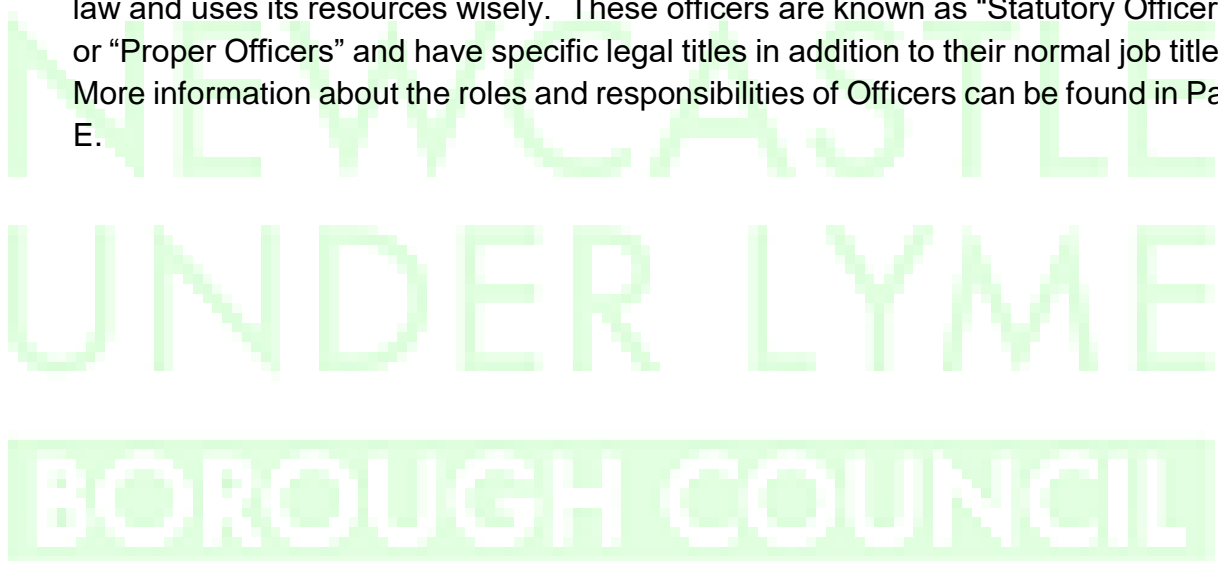 law and uses its resources wisely. These officers are known as “Statutory Officer
or “Proper Officers” and have specific legal titles in addition to their normal job title
More information about the roles and responsibilities of Officers can be found in Pa
E.
NEWCASTLE
UNDER LYME
BOROUGH COUNCIL